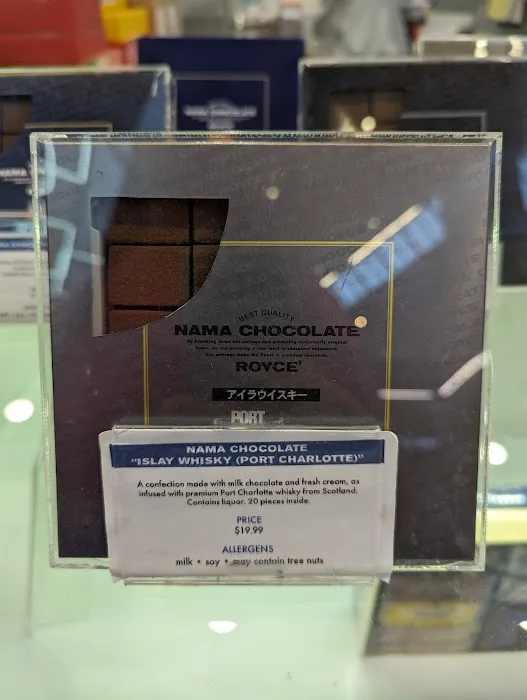 BEST QUALITY
NAMA CHOCOLATE
ROYCE'
アイラウイスキー
PORT
NAMA CHOCOLATE
"ISLAY WHISKY (PORT CHARLOTTE)"
A confection made with milk chocolate and fresh cream, as
infused with premium Port Charlotte whisky from Scotland.
Contains liquor. 20 pieces inside.
PRICE
$19.99
ALLERGENS
milk • soy • may contain tree nuts